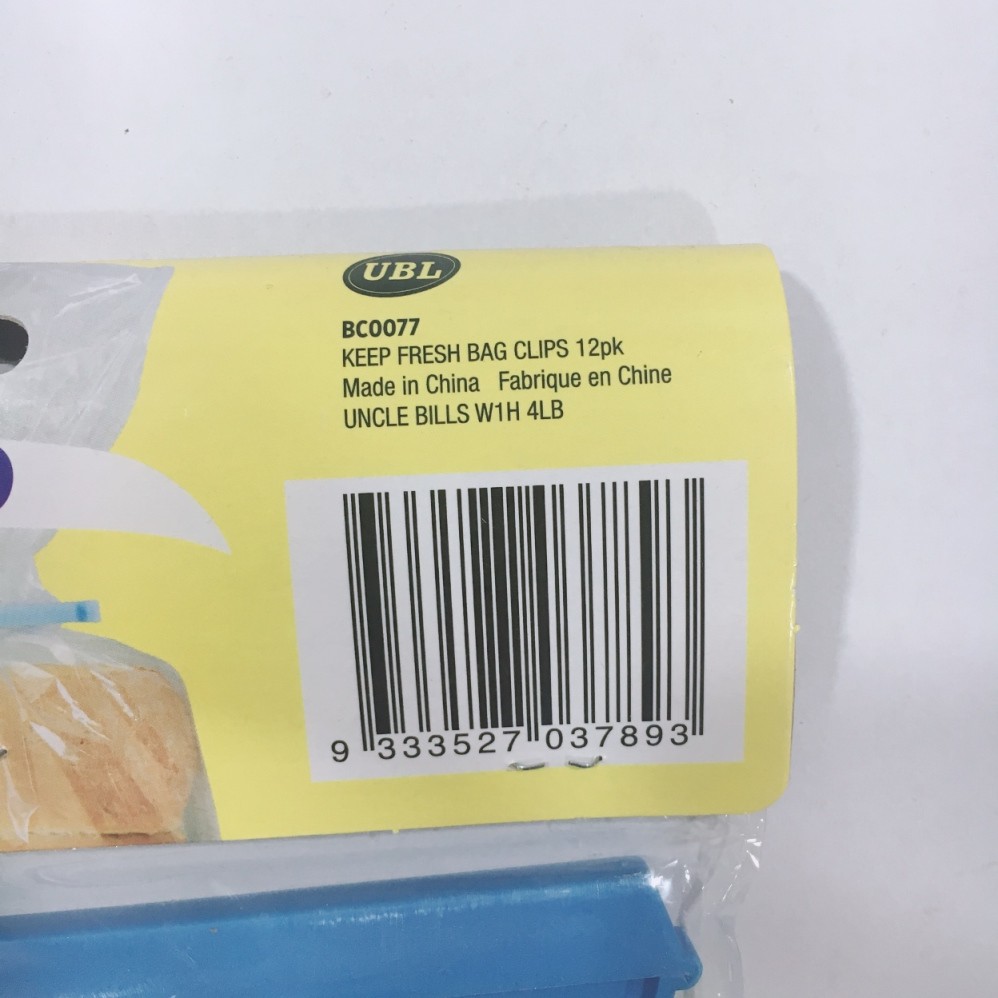 UBL
BC0077
KEEP FRESH BAG CLIPS 12pk
Made in China Fabrique en Chine
UNCLE BILLS W1H 4LB
9 333527 037893